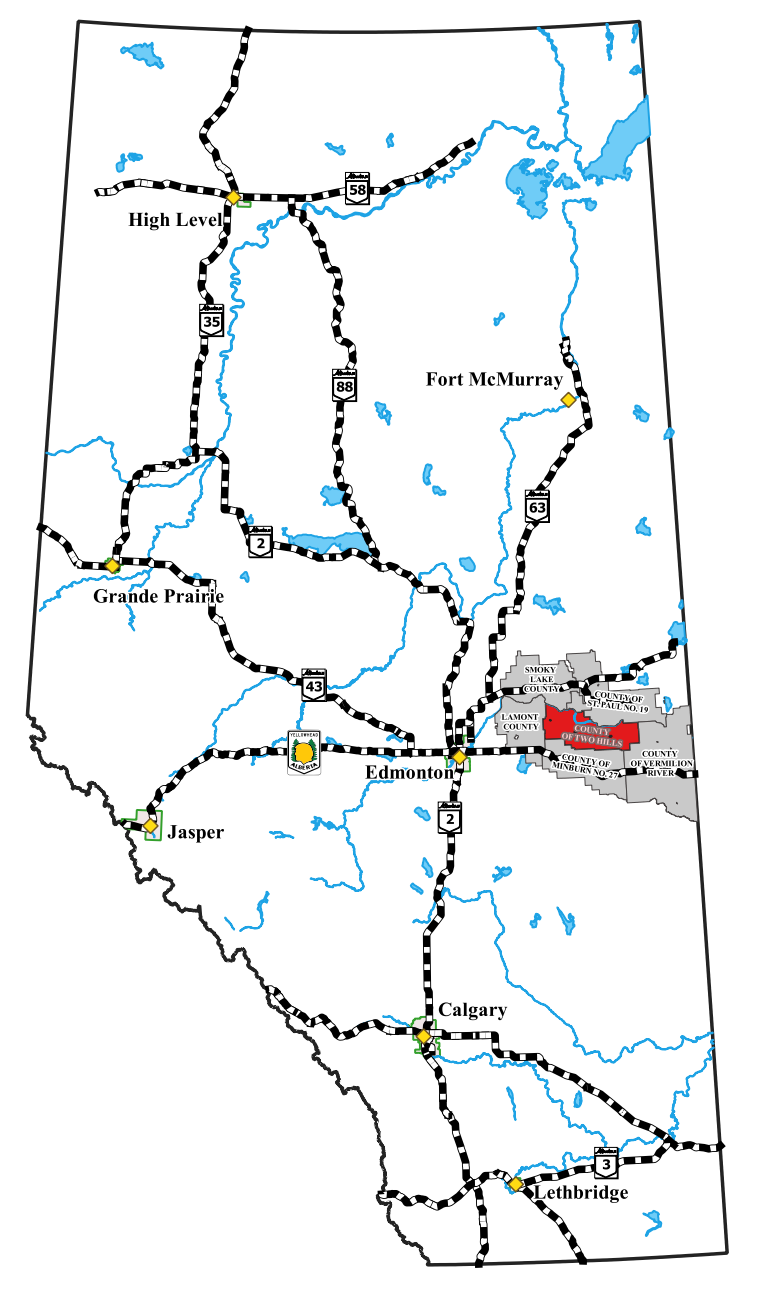 58
High Level
35
Fort McMurray
88
63
2
Grande Prairie
SMOKY
LAKE
COUNTY
43
COUNTY OF
ST. PAUL NO. 19
LAMONT
COUNTY
COUNTY
OF TWO HILLS
YELLOWHEAD
ALBERTA
COUNTY OF
MINBURN NO. 27
COUNTY
OF VERMILION
RIVER
Edmonton
2
Jasper
Calgary
3
Lethbridge